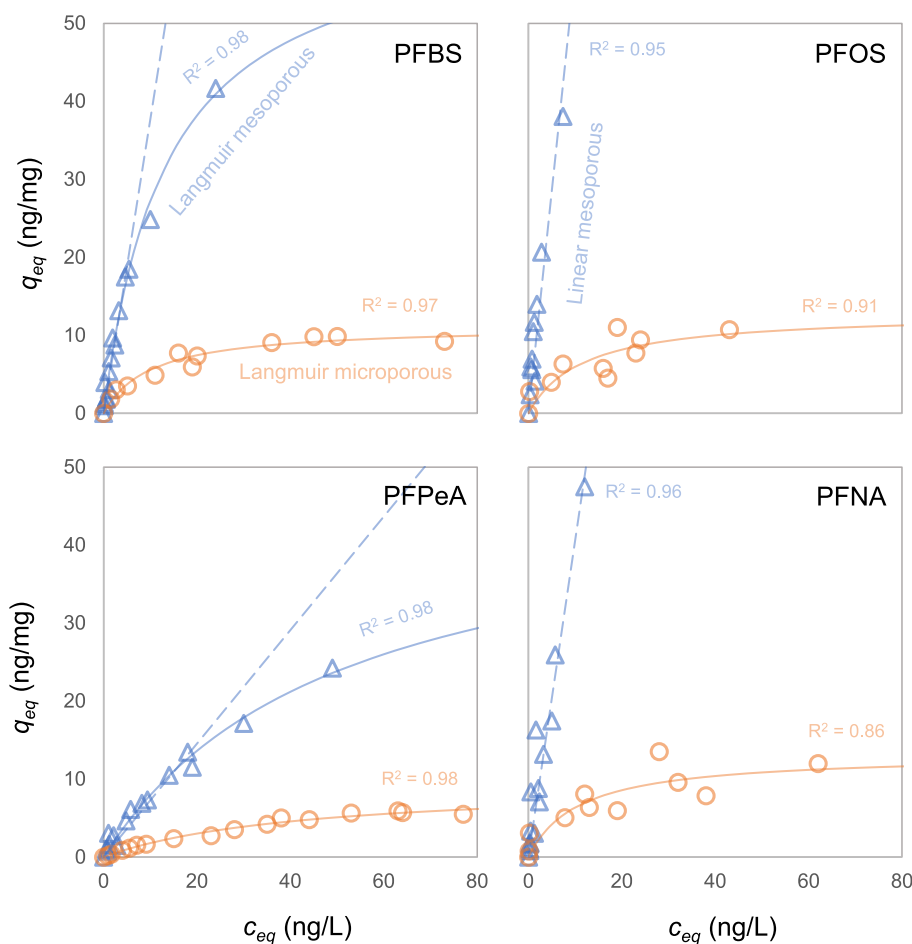 50
40
30
20
10
0
q_eq (ng/mg)
PFBS
R² = 0.98
Langmuir mesoporous
R² = 0.97
Langmuir microporous
PFOS
R² = 0.95
Linear mesoporous
R² = 0.91
50
40
30
20
10
0
q_eq (ng/mg)
PFPeA
R² = 0.98
R² = 0.98
0 20 40 60 80
c_eq (ng/L)
PFNA
R² = 0.96
R² = 0.86
0 20 40 60 80
c_eq (ng/L)